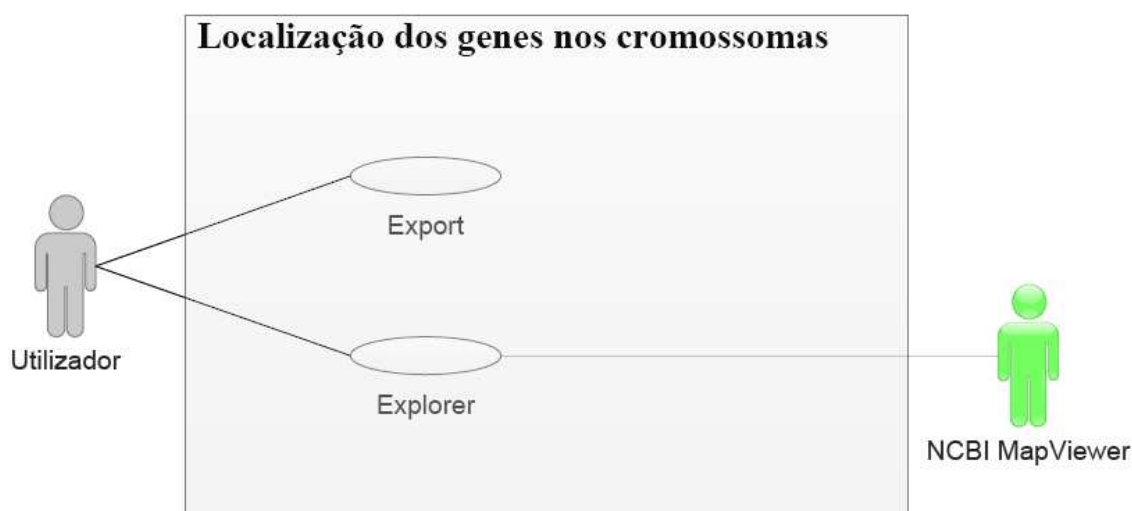 Localização dos genes nos cromossomas
Export
Utilizador
Explorer
NCBI MapViewer